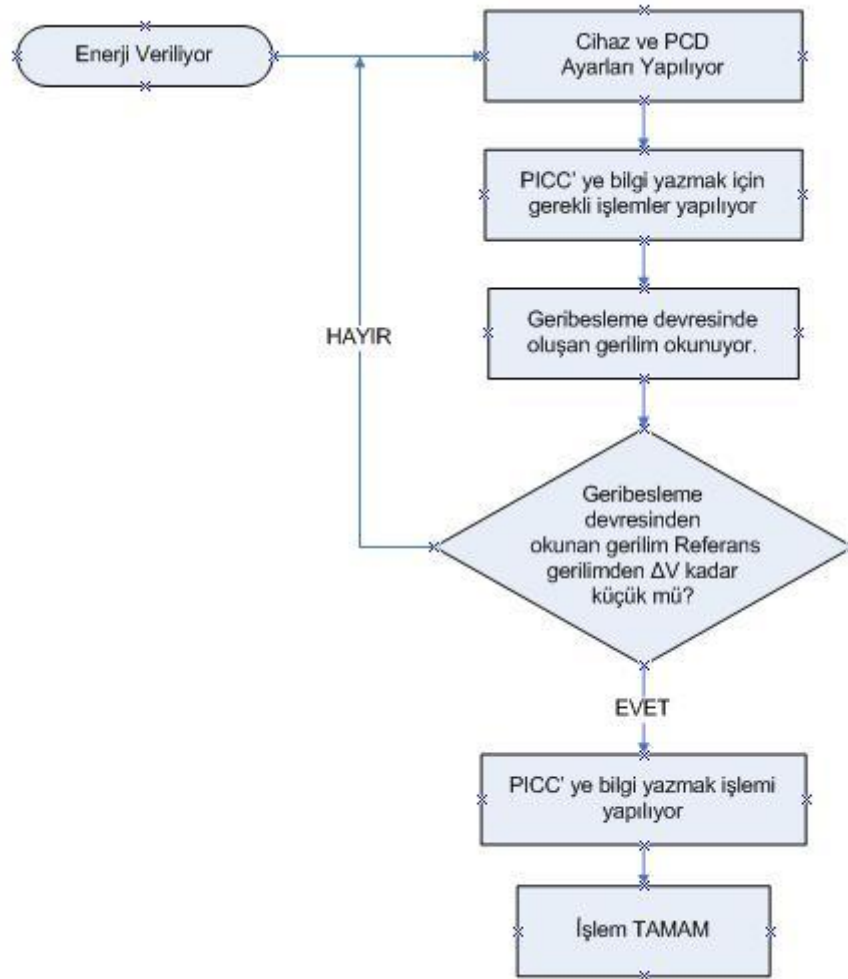 Enerji Veriliyor
Cihaz ve PCD
Ayarları Yapılıyor
PICC' ye bilgi yazmak için
gerekli işlemler yapılıyor
Geribesleme devresinde
oluşan gerilim okunuyor.
HAYIR
Geribesleme
devresinden
okunan gerilim Referans
gerilimden ΔV kadar
küçük mü?
EVET
PICC' ye bilgi yazmak işlemi
yapılıyor
İşlem TAMAM